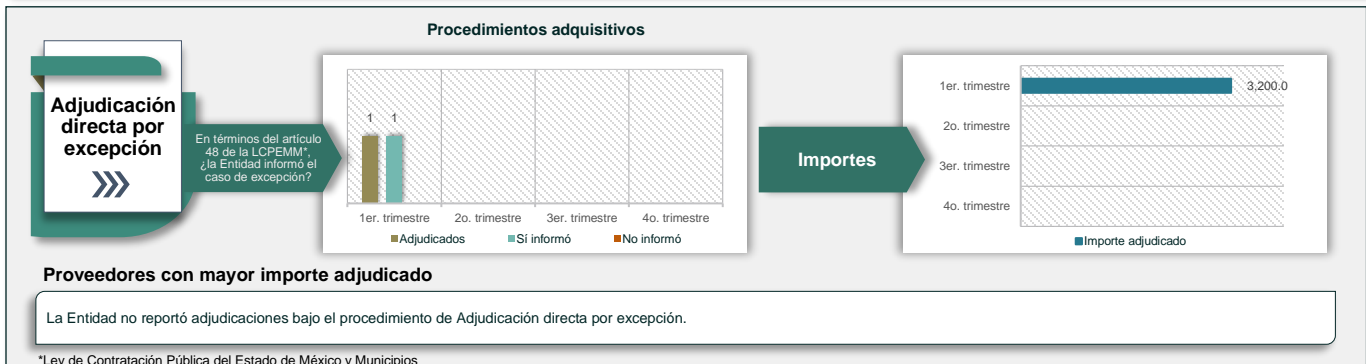 Procedimientos adquisitivos
Adjudicación
directa por
excepción
En términos del artículo
48 de la LCPEMM*,
¿la Entidad informó el
caso de excepción?
1 1
1er. trimestre 2o. trimestre 3er. trimestre 4o. trimestre
Adjudicados Sí informó No informó
Importes
1er. trimestre 3,200.0
2o. trimestre
3er. trimestre
4o. trimestre
Importe adjudicado
Proveedores con mayor importe adjudicado
La Entidad no reportó adjudicaciones bajo el procedimiento de Adjudicación directa por excepción.
*Ley de Contratación Pública del Estado de México y Municipios